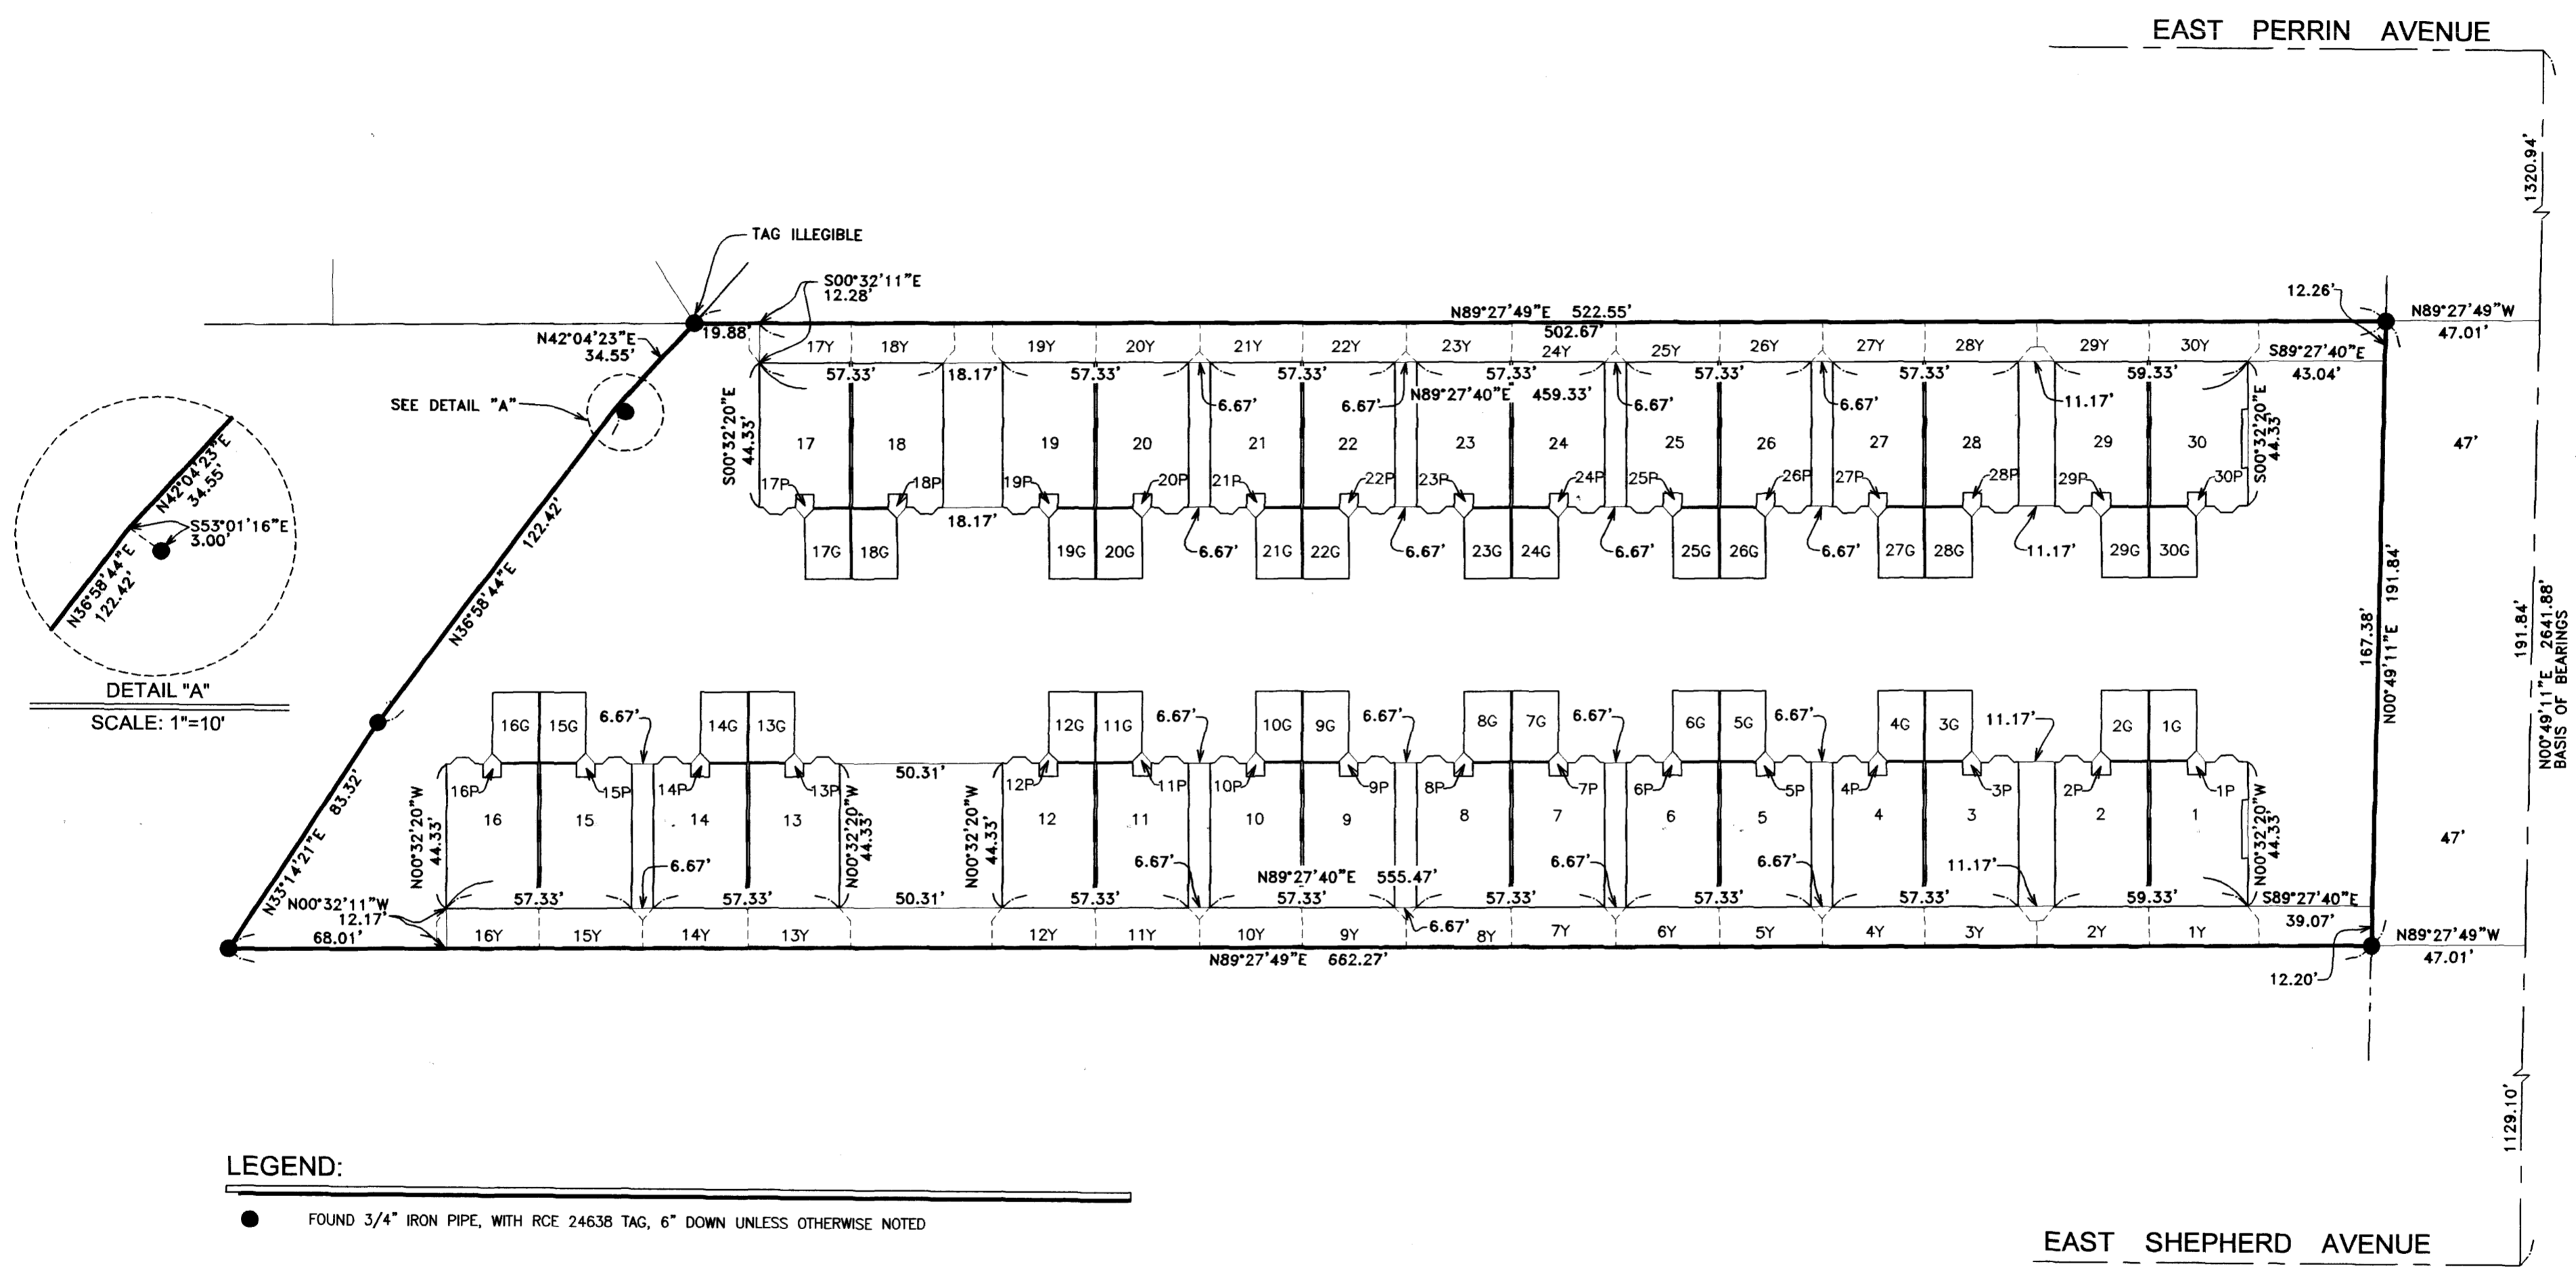 EAST PERRIN AVENUE
1320.94'
TAG ILLEGIBLE
S00°32'11"E
12.28'
12.26'
N89°27'49"E 522.55'
N89°27'49"W
47.01'
19.88'
502.67'
N42°04'23"E
34.55'
17Y 18Y 19Y 20Y 21Y 22Y 23Y 24Y 25Y 26Y 27Y 28Y 29Y 30Y
S89°27'40"E
43.04'
57.33' 18.17' 57.33' 57.33' 57.33' 57.33' 57.33' 59.33'
N89°27'40"E 459.33'
SEE DETAIL "A"
6.67' 6.67' 6.67' 6.67' 11.17'
S00°32'20"E
44.33'
17 18 19 20 21 22 23 24 25 26 27 28 29 30
S00°32'20"E
44.33'
47'
17P 18P 19P 20P 21P 22P 23P 24P 25P 26P 27P 28P 29P 30P
18.17'
17G 18G 19G 20G 21G 22G 23G 24G 25G 26G 27G 28G 29G 30G
6.67' 6.67' 6.67' 6.67' 11.17'
N42°04'23"E
34.55'
S53°01'16"E
3.00'
N36°58'44"E
122.42'
DETAIL "A"
SCALE: 1"=10'
N36°58'44"E 122.42'
167.38'
N00°49'11"E 191.84'
191.84'
N00°49'11"E 2641.88'
BASIS OF BEARINGS
16G 15G 14G 13G 12G 11G 10G 9G 8G 7G 6G 5G 4G 3G 2G 1G
6.67' 6.67' 6.67' 6.67' 6.67' 11.17'
50.31'
16P 15P 14P 13P 12P 11P 10P 9P 8P 7P 6P 5P 4P 3P 2P 1P
N33°14'21"E 83.32'
N00°32'20"W
44.33'
16 15 14 13 12 11 10 9 8 7 6 5 4 3 2 1
N00°32'20"W
44.33'
N00°32'20"W
44.33'
N00°32'20"W
44.33'
47'
6.67' 6.67' 6.67' 6.67' 11.17'
N89°27'40"E 555.47'
57.33' 57.33' 50.31' 57.33' 57.33' 57.33' 57.33' 57.33' 59.33'
S89°27'40"E
39.07'
N00°32'11"W
12.17'
68.01'
6.67'
16Y 15Y 14Y 13Y 12Y 11Y 10Y 9Y 8Y 7Y 6Y 5Y 4Y 3Y 2Y 1Y
N89°27'49"W
47.01'
N89°27'49"E 662.27'
12.20'
1129.10'
LEGEND:
FOUND 3/4" IRON PIPE, WITH RCE 24638 TAG, 6" DOWN UNLESS OTHERWISE NOTED
EAST SHEPHERD AVENUE